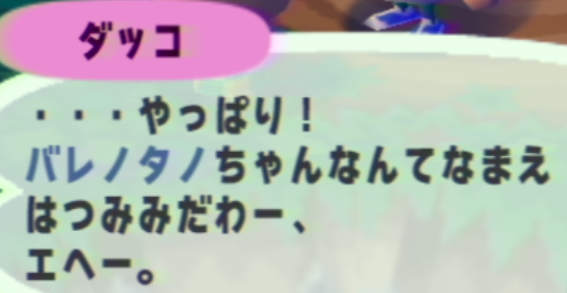 ダッコ
・・・やっぱり！
バレノタノちゃんなんてなまえ
はつみみだわー、
エヘー。